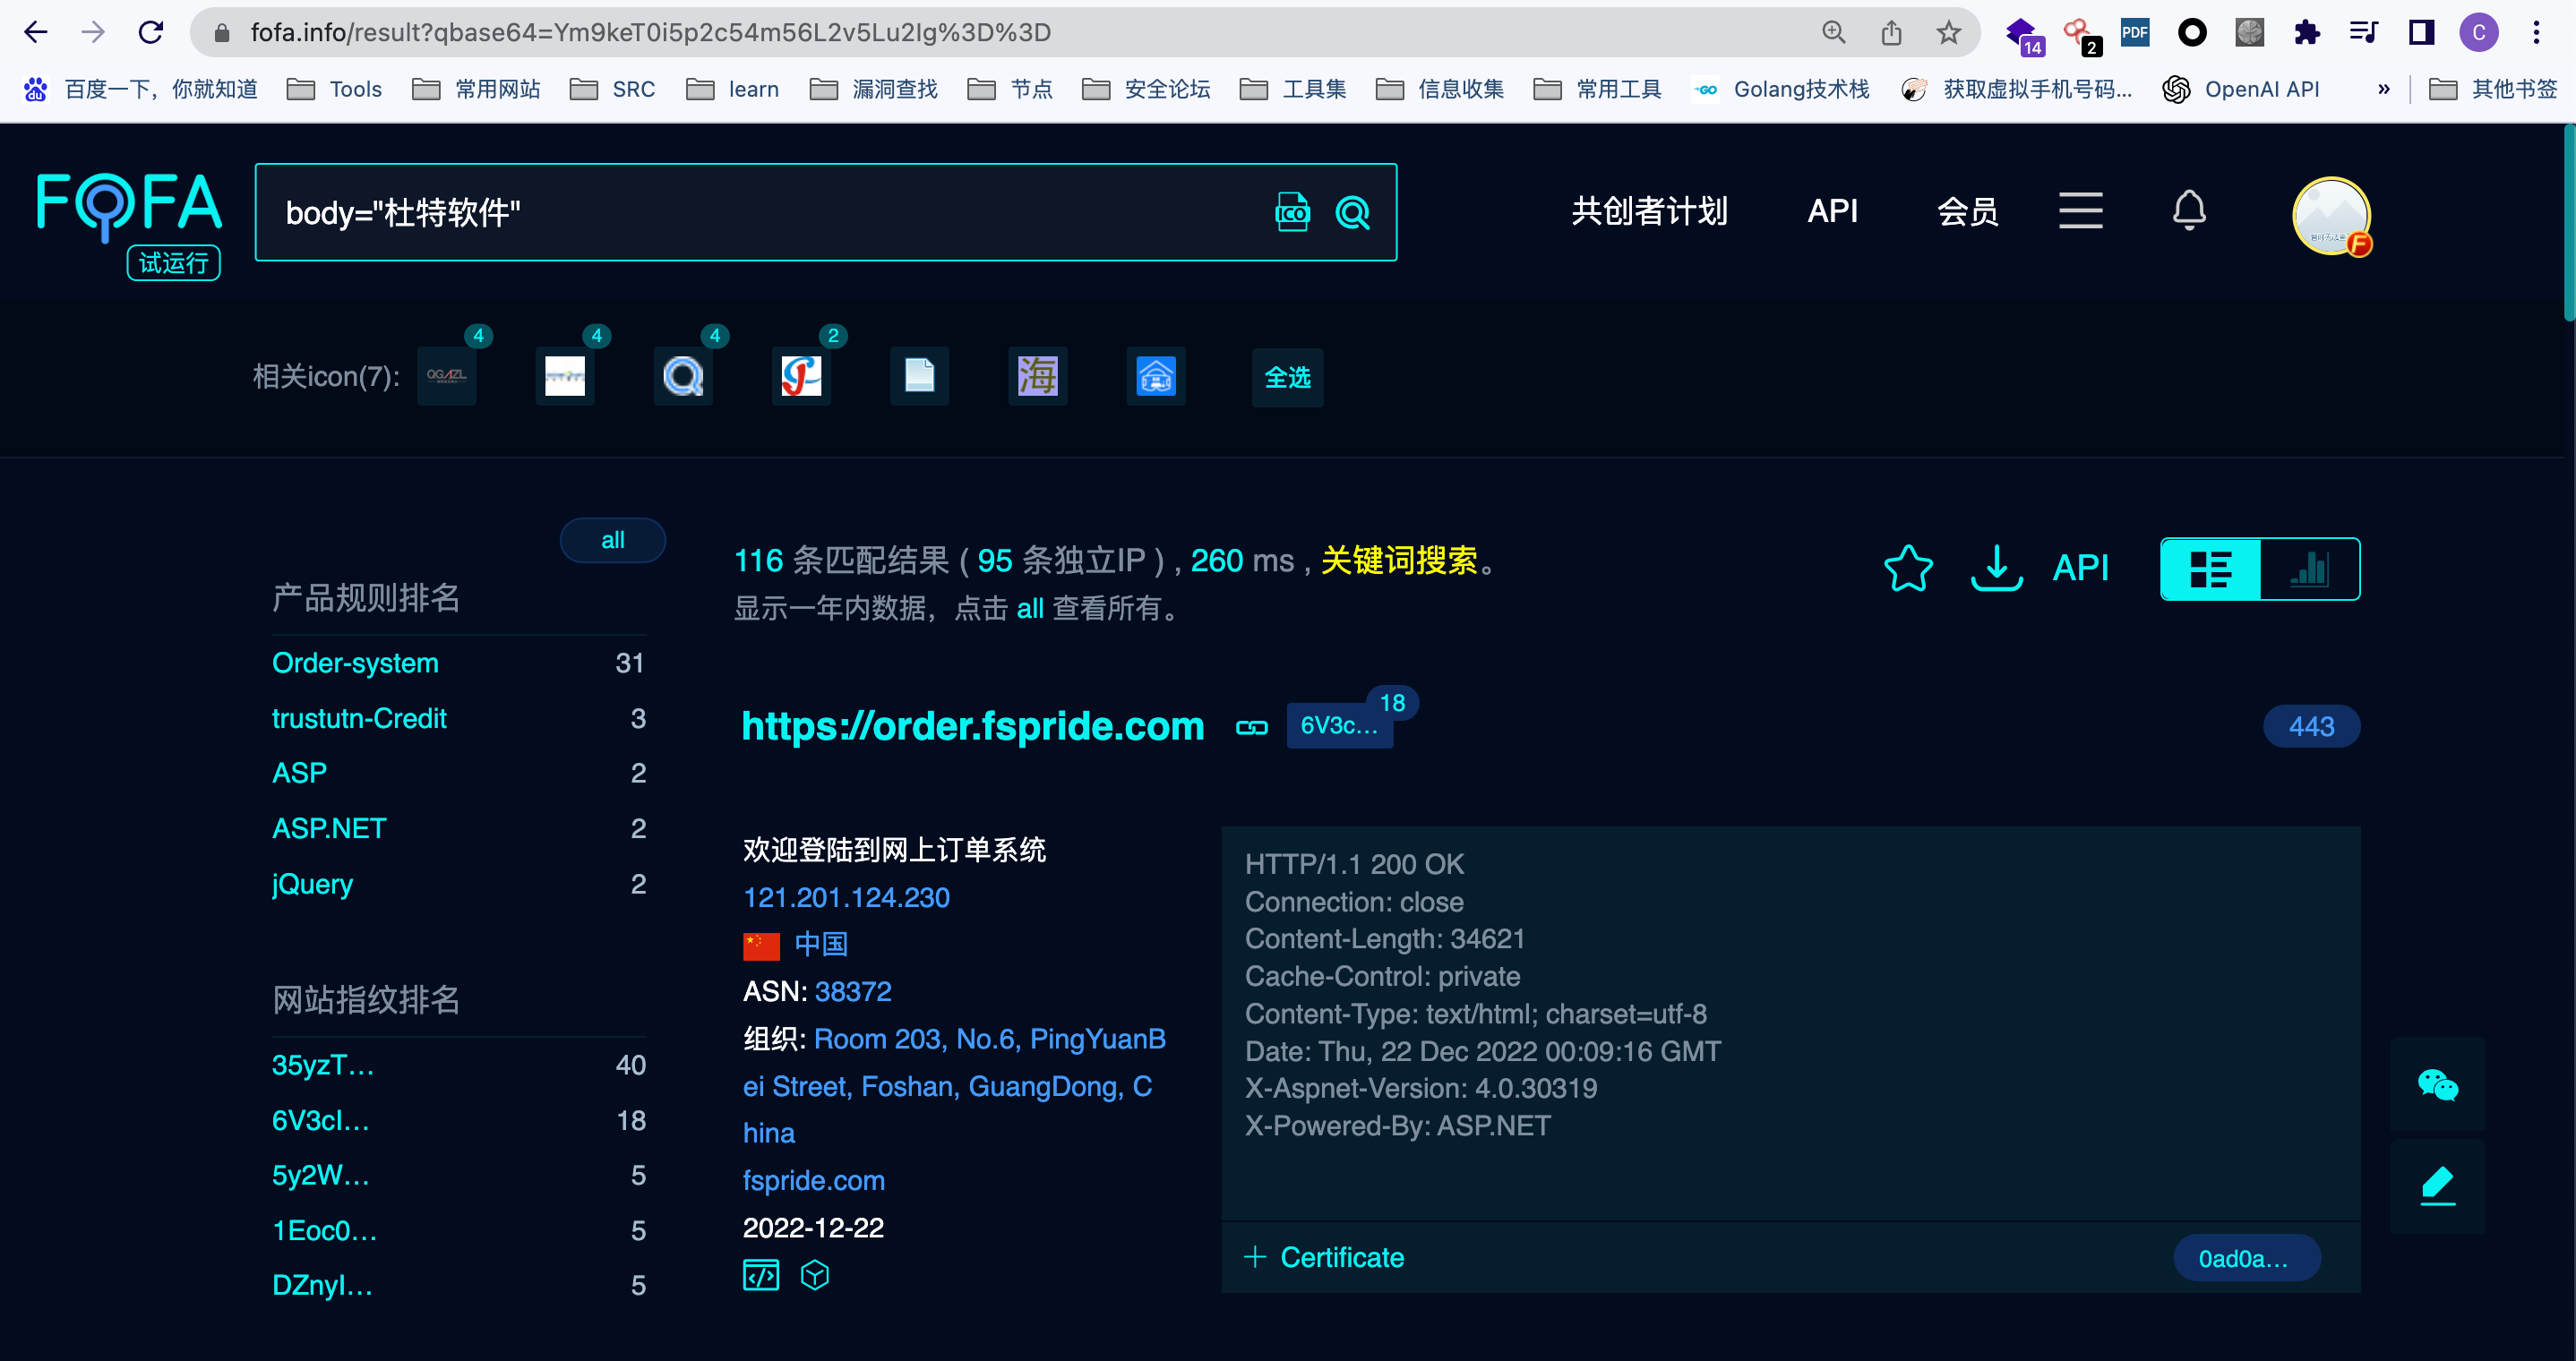 fofa.info/result?qbase64=Ym9keT0i5p2c54m56L2v5Lu2Ig%3D%3D
14
2
PDF
C
百度一下，你就知道
Tools
常用网站
SRC
learn
漏洞查找
节点
安全论坛
工具集
信息收集
常用工具
Golang技术栈
获取虚拟手机号码...
OpenAI API
»
其他书签
FOFA
试运行
body="杜特软件"
ICO
共创者计划
API
会员
F
相关icon(7):
4
4
4
2
QGAZL
海
全选
all
产品规则排名
Order-system 31
trustutn-Credit 3
ASP 2
ASP.NET 2
jQuery 2
网站指纹排名
35yzT... 40
6V3cI... 18
5y2W... 5
1Eoc0... 5
DZnyI... 5
116 条匹配结果 ( 95 条独立IP ) , 260 ms , 关键词搜索。
显示一年内数据，点击 all 查看所有。
API
https://order.fspride.com
6V3c...
18
443
欢迎登陆到网上订单系统
121.201.124.230
中国
ASN: 38372
组织: Room 203, No.6, PingYuanB
ei Street, Foshan, GuangDong, C
hina
fspride.com
2022-12-22
HTTP/1.1 200 OK
Connection: close
Content-Length: 34621
Cache-Control: private
Content-Type: text/html; charset=utf-8
Date: Thu, 22 Dec 2022 00:09:16 GMT
X-Aspnet-Version: 4.0.30319
X-Powered-By: ASP.NET
+ Certificate
0ad0a...